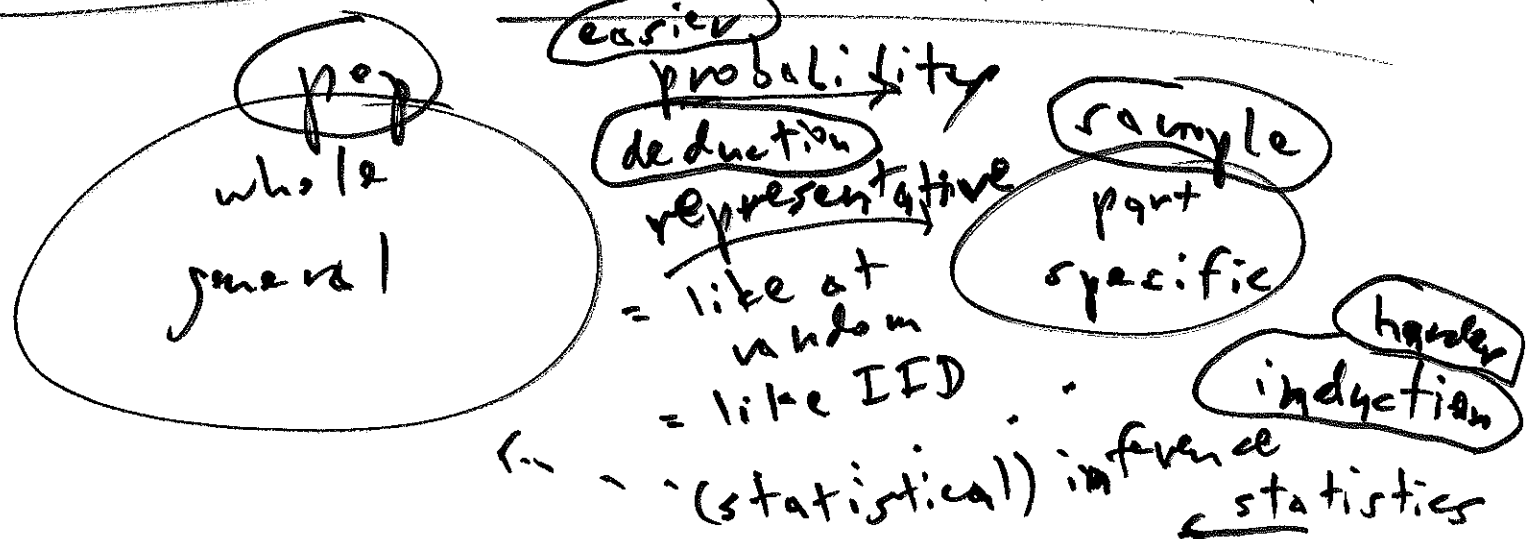 easier
pop
probability
sample
deduction
whole
representative
part
general
specific
= like at
random
harder
= like IID
induction
(statistical) inference
statistics